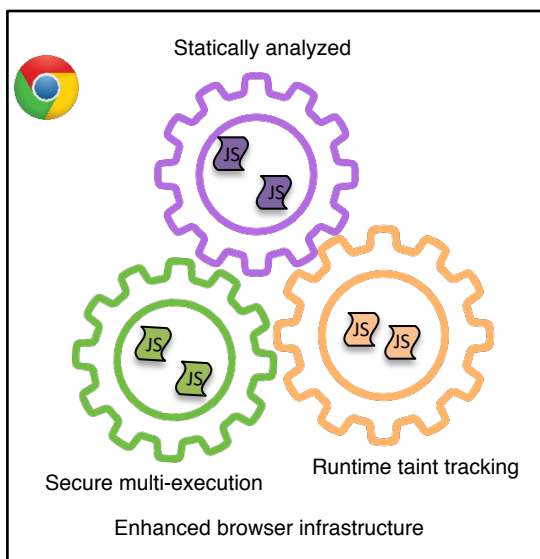 Statically analyzed
JS
JS
JS
JS
JS
JS
Secure multi-execution
Runtime taint tracking
Enhanced browser infrastructure